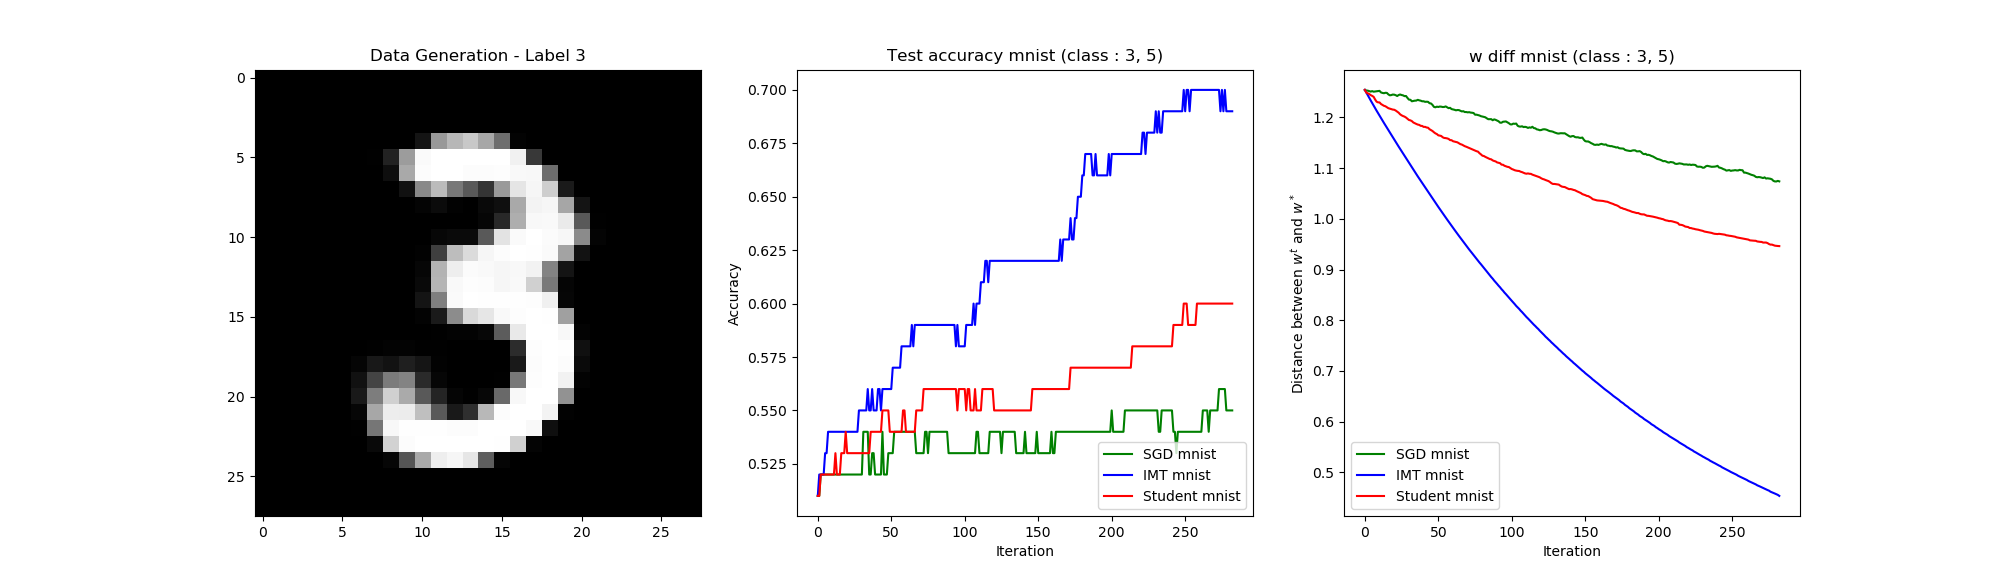 Data Generation - Label 3
0
5
10
15
20
25
0 5 10 15 20 25
Test accuracy mnist (class : 3, 5)
Accuracy
0.700
0.675
0.650
0.625
0.600
0.575
0.550
0.525
0 50 100 150 200 250
Iteration
SGD mnist
IMT mnist
Student mnist
w diff mnist (class : 3, 5)
Distance between w^t and w^*
1.2
1.1
1.0
0.9
0.8
0.7
0.6
0.5
0 50 100 150 200 250
Iteration
SGD mnist
IMT mnist
Student mnist